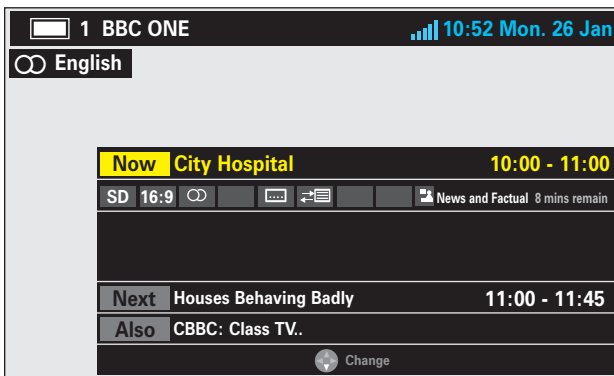 1 BBC ONE 10:52 Mon. 26 Jan
English
Now City Hospital 10:00 - 11:00
SD 16:9 News and Factual 8 mins remain
Next Houses Behaving Badly 11:00 - 11:45
Also CBBC: Class TV..
Change